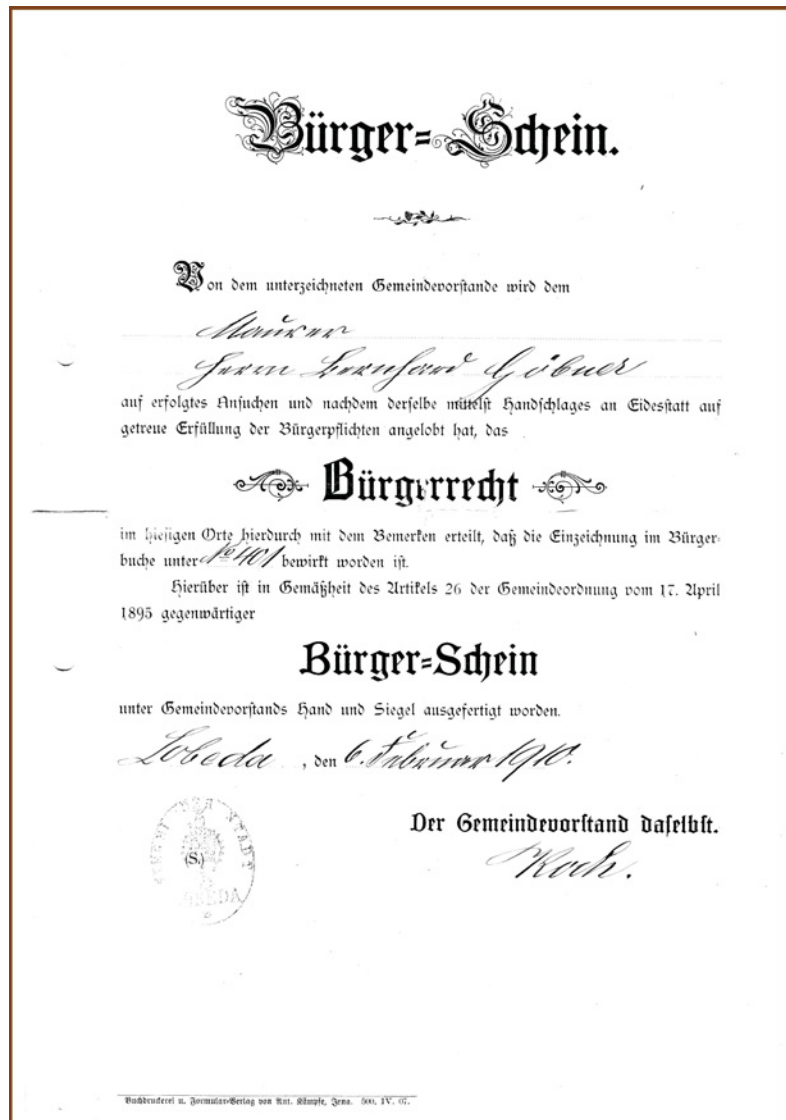 Bürger=Schein.
Von dem unterzeichneten Gemeindevorstande wird dem
Maurer
Herrn Bernhard
auf erfolgtes Ansuchen und nachdem derselbe mittelst Handschlages an Eidesstatt auf
getreue Erfüllung der Bürgerpflichten angelobt hat, das
Bürgerrecht
im hiesigen Orte hierdurch mit dem Bemerken erteilt, daß die Einzeichnung im Bürger-
buche unter No 401 bewirkt worden ist.
Hierüber ist in Gemäßheit des Artikels 26 der Gemeindeordnung vom 17. April
1895 gegenwärtiger
Bürger=Schein
unter Gemeindevorstands Hand und Siegel ausgefertigt worden.
Lobeda, den 6. Februar 1910.
Der Gemeindevorstand daselbst.
(S.)
Koch.
Buchdruckerei u. Formular-Verlag von Ant. Kämpfe, Jena. 500. IV. 07.